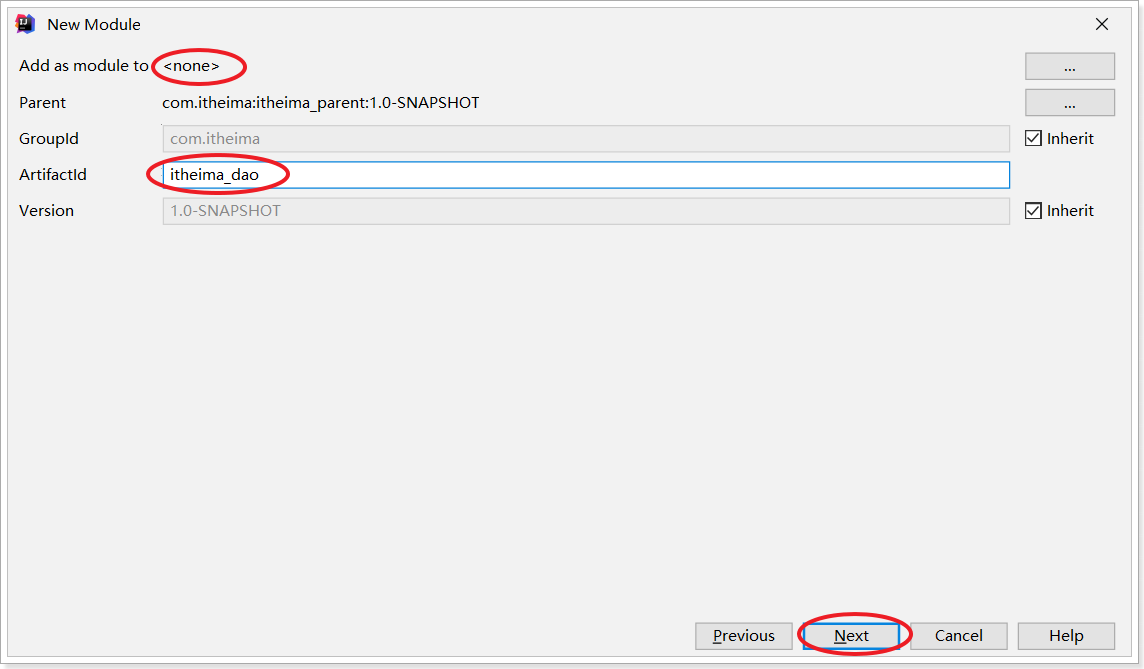 New Module
Add as module to <none> ...
Parent com.itheima:itheima_parent:1.0-SNAPSHOT ...
GroupId com.itheima Inherit
ArtifactId itheima_dao
Version 1.0-SNAPSHOT Inherit
Previous Next Cancel Help